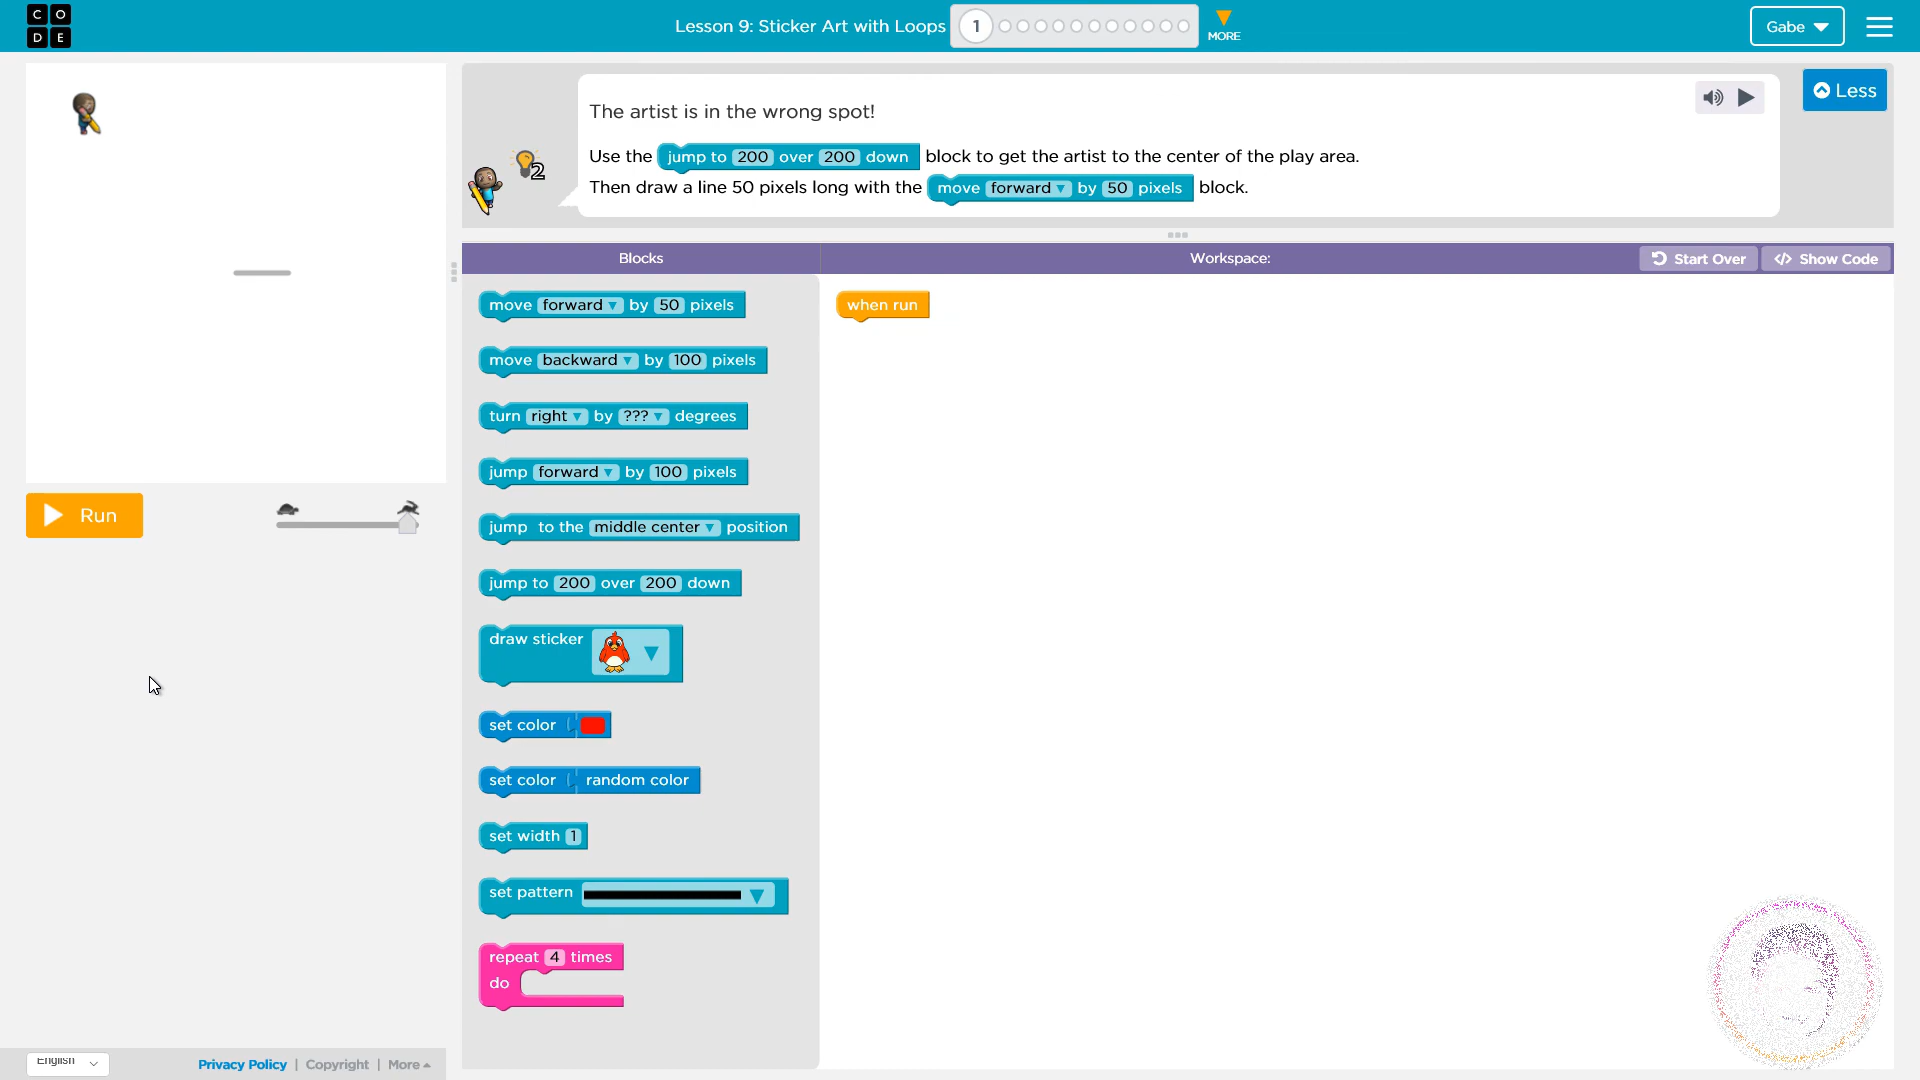 C O
D E
Lesson 9: Sticker Art with Loops
1
MORE
Gabe
The artist is in the wrong spot!
Use the jump to 200 over 200 down block to get the artist to the center of the play area.
Then draw a line 50 pixels long with the move forward by 50 pixels block.
2
Less
Blocks
Workspace:
Start Over
Show Code
move forward by 50 pixels
when run
move backward by 100 pixels
turn right by ??? degrees
jump forward by 100 pixels
Run
jump to the middle center position
jump to 200 over 200 down
draw sticker
set color
set color random color
set width 1
set pattern
repeat 4 times
do
English
Privacy Policy | Copyright | More